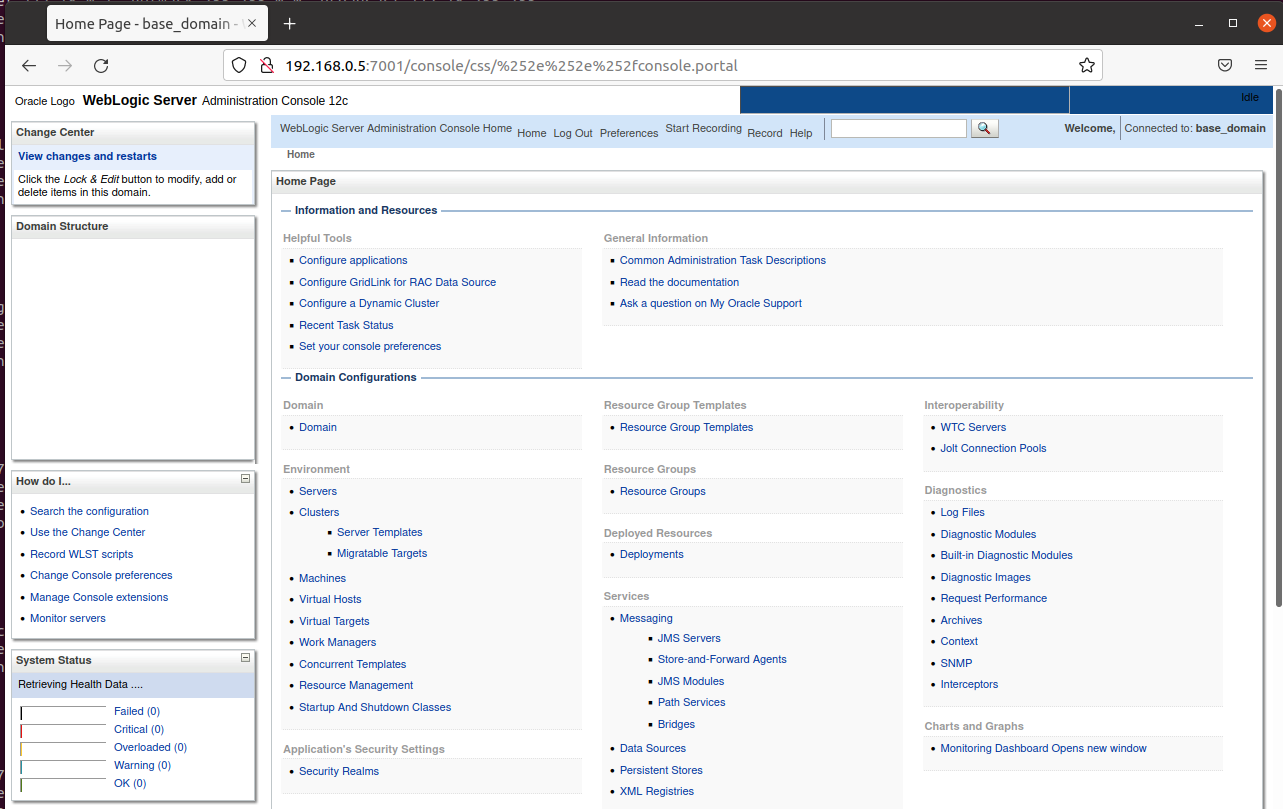 Home Page - base_domain -
192.168.0.5:7001/console/css/%252e%252e%252fconsole.portal
Oracle Logo WebLogic Server Administration Console 12c
idle
Change Center
View changes and restarts
Click the Lock & Edit button to modify, add or
delete items in this domain.
Domain Structure
How do I...
Search the configuration
Use the Change Center
Record WLST scripts
Change Console preferences
Manage Console extensions
Monitor servers
System Status
Retrieving Health Data ....
Failed (0)
Critical (0)
Overloaded (0)
Warning (0)
OK (0)
WebLogic Server Administration Console Home Home Log Out Preferences Start Recording Record Help
Welcome, Connected to: base_domain
Home
Home Page
Information and Resources
Helpful Tools
Configure applications
Configure GridLink for RAC Data Source
Configure a Dynamic Cluster
Recent Task Status
Set your console preferences
General Information
Common Administration Task Descriptions
Read the documentation
Ask a question on My Oracle Support
Domain Configurations
Domain
Domain
Environment
Servers
Clusters
Server Templates
Migratable Targets
Machines
Virtual Hosts
Virtual Targets
Work Managers
Concurrent Templates
Resource Management
Startup And Shutdown Classes
Application's Security Settings
Security Realms
Resource Group Templates
Resource Group Templates
Resource Groups
Resource Groups
Deployed Resources
Deployments
Services
Messaging
JMS Servers
Store-and-Forward Agents
JMS Modules
Path Services
Bridges
Data Sources
Persistent Stores
XML Registries
Interoperability
WTC Servers
Jolt Connection Pools
Diagnostics
Log Files
Diagnostic Modules
Built-in Diagnostic Modules
Diagnostic Images
Request Performance
Archives
Context
SNMP
Interceptors
Charts and Graphs
Monitoring Dashboard Opens new window